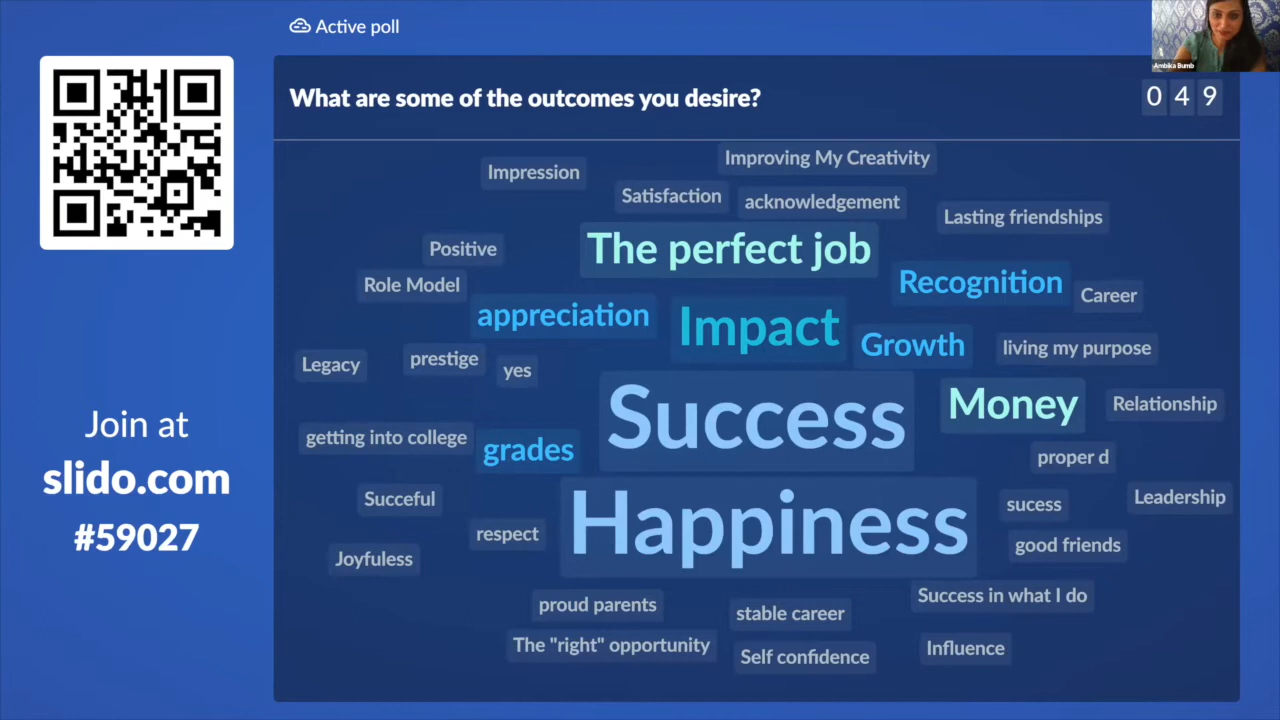 Active poll
Ambika Bumb
What are some of the outcomes you desire?
0 4 9
Improving My Creativity
Impression
Satisfaction
acknowledgement
Lasting friendships
Positive
The perfect job
Role Model
Recognition
Career
appreciation
Impact
Growth
living my purpose
Legacy
prestige
yes
Success
Money
Relationship
getting into college
grades
proper d
Succeful
sucess
Leadership
respect
Happiness
good friends
Joyfuless
proud parents
stable career
Success in what I do
The "right" opportunity
Self confidence
Influence
Join at
slido.com
#59027